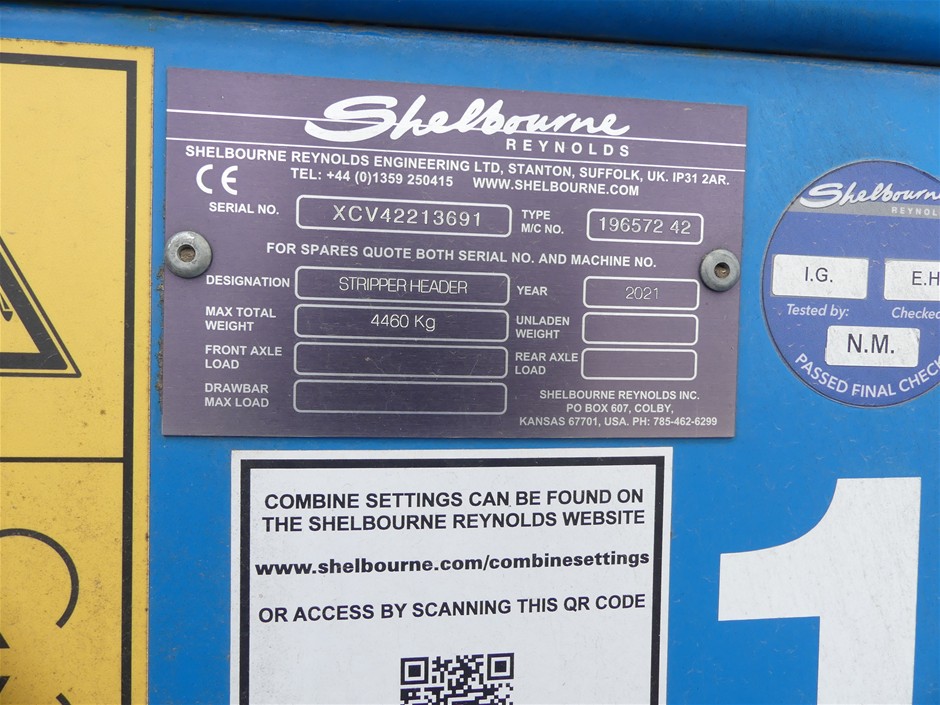 Shelbourne
REYNOLDS
SHELBOURNE REYNOLDS ENGINEERING LTD, STANTON, SUFFOLK, UK. IP31 2AR.
CE TEL: +44 (0)1359 250415 WWW.SHELBOURNE.COM
SERIAL NO. XCV42213691 TYPE M/C NO. 196572 42
FOR SPARES QUOTE BOTH SERIAL NO. AND MACHINE NO.
DESIGNATION STRIPPER HEADER YEAR 2021
MAX TOTAL WEIGHT 4460 Kg UNLADEN WEIGHT
FRONT AXLE LOAD REAR AXLE LOAD
DRAWBAR MAX LOAD
SHELBOURNE REYNOLDS INC.
PO BOX 607, COLBY,
KANSAS 67701, USA. PH: 785-462-6299
Shelbourne
REYNOL
I.G. E.H
Tested by: Checked
N.M.
PASSED FINAL CHECK
COMBINE SETTINGS CAN BE FOUND ON
THE SHELBOURNE REYNOLDS WEBSITE
www.shelbourne.com/combinesettings
OR ACCESS BY SCANNING THIS QR CODE
1